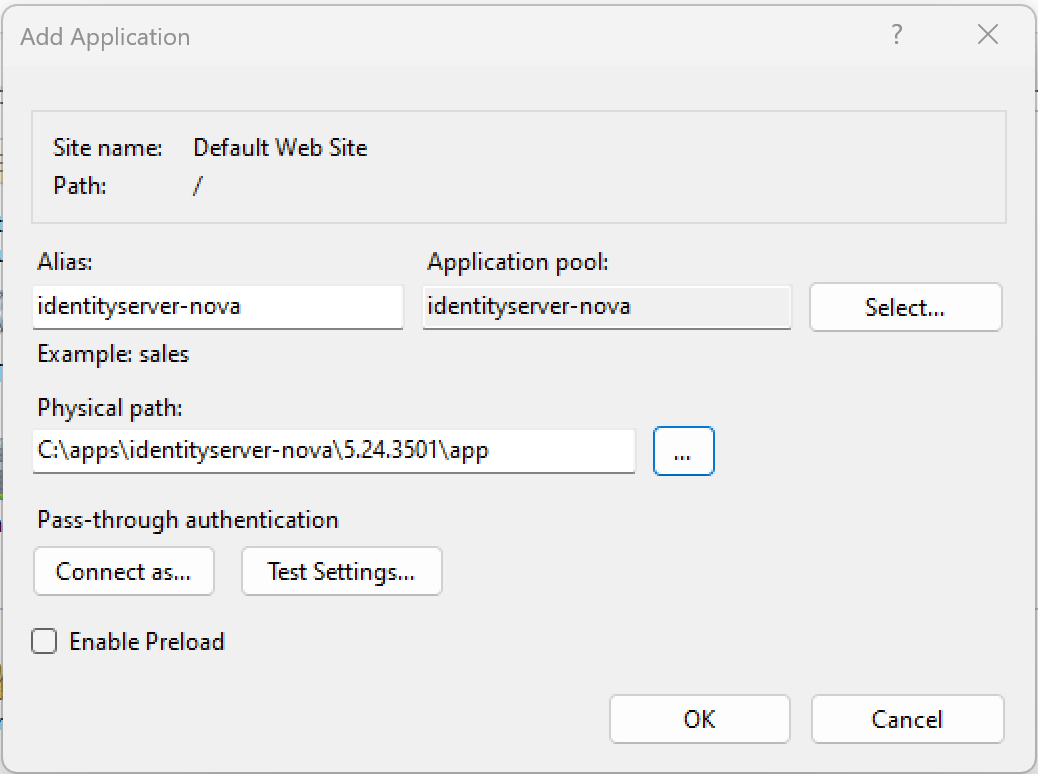 Add Application
?
Site name: Default Web Site
Path: /
Alias: Application pool:
identityserver-nova identityserver-nova Select...
Example: sales
Physical path:
C:\apps\identityserver-nova\5.24.3501\app ...
Pass-through authentication
Connect as... Test Settings...
Enable Preload
OK Cancel